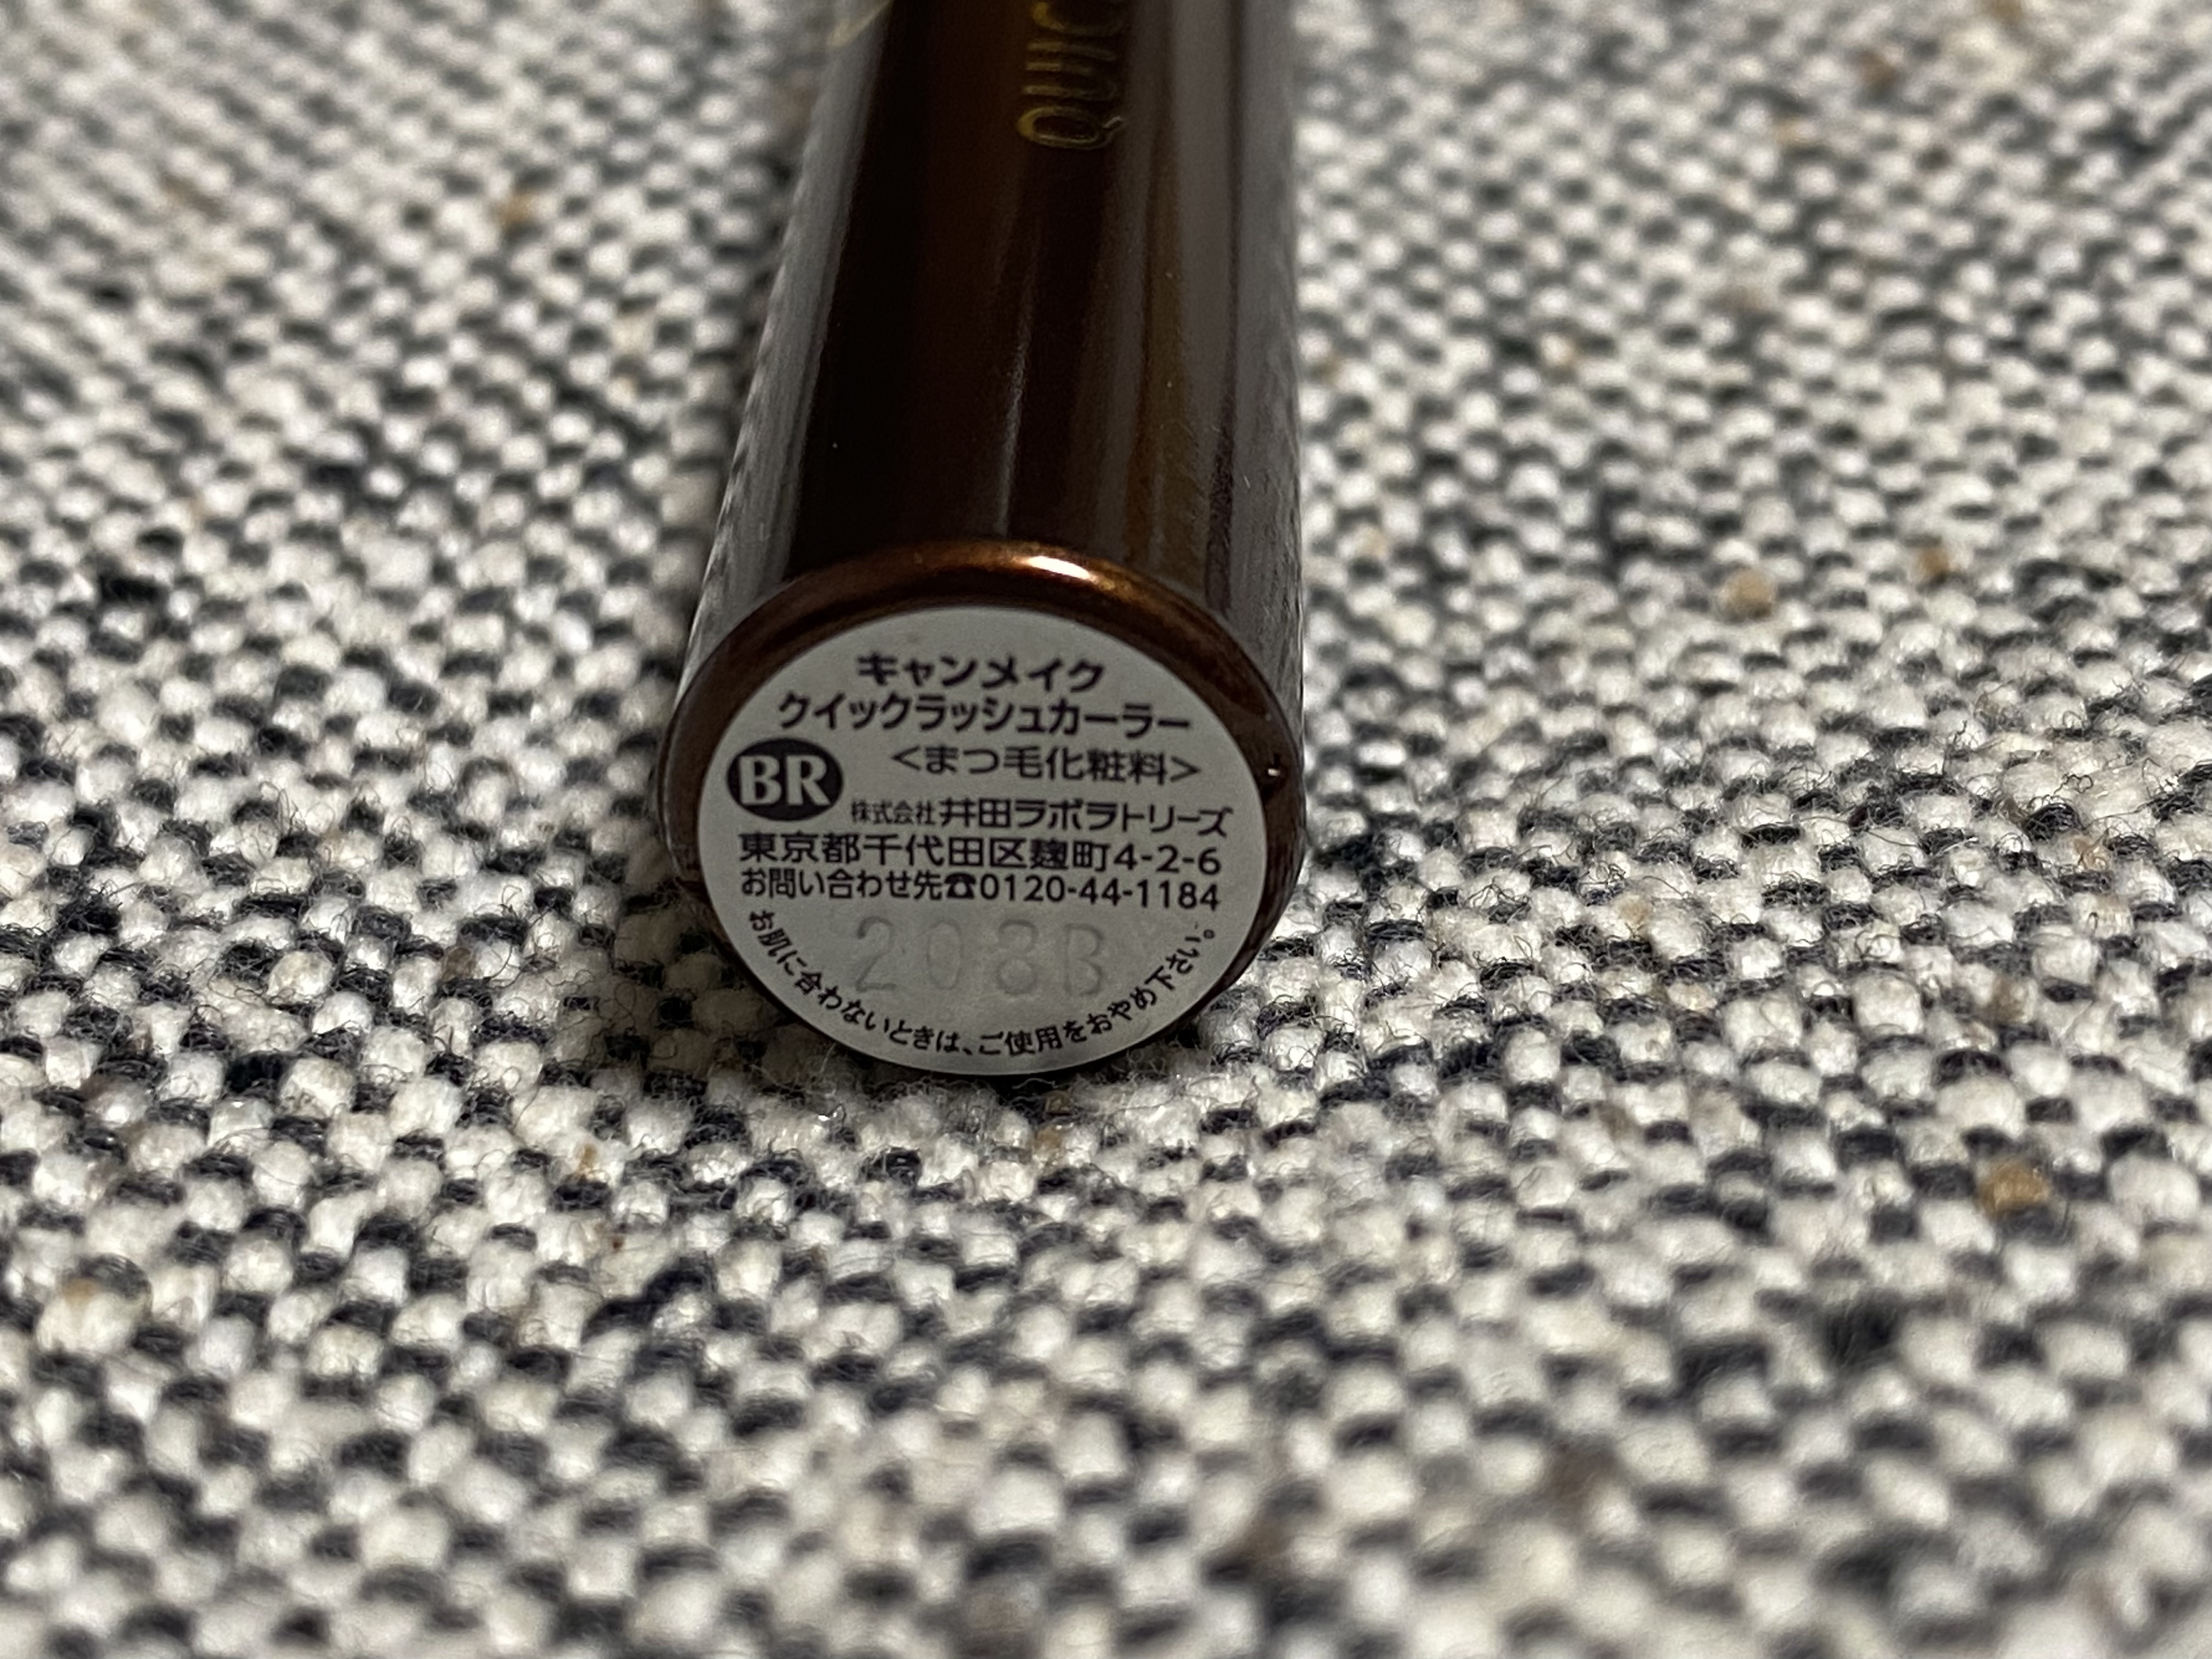 QUIC
キャンメイク
クイックラッシュカーラー
BR
<まつ毛化粧料>
株式会社井田ラボラトリーズ
東京都千代田区麹町4-2-6
お問い合わせ先☎0120-44-1184
208B
お肌に合わないときは、ご使用をおやめ下さい。